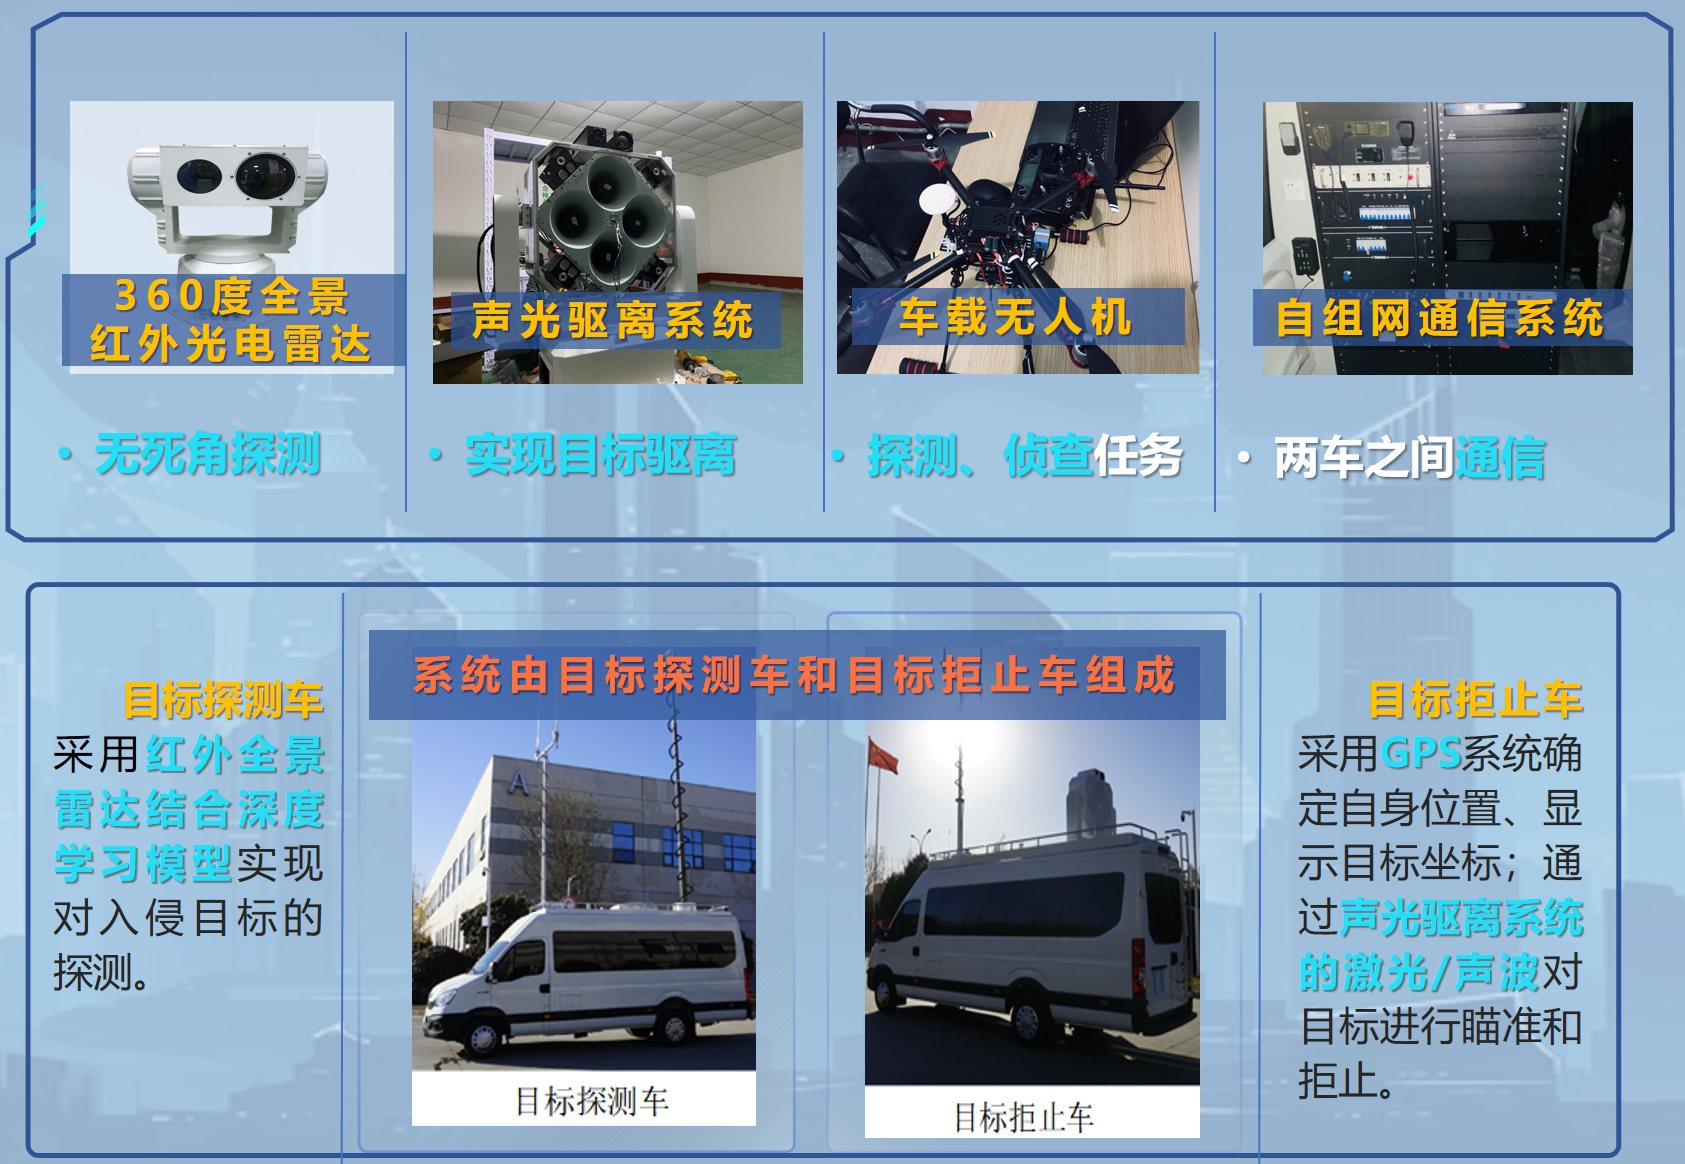 360度全景
红外光电雷达
声光驱离系统
车载无人机
自组网通信系统
• 无死角探测
• 实现目标驱离
• 探测、侦查任务
• 两车之间通信
系统由目标探测车和目标拒止车组成
目标探测车
采用红外全景
雷达结合深度
学习模型实现
对入侵目标的
探测。
A
目标探测车
目标拒止车
目标拒止车
采用GPS系统确
定自身位置、显
示目标坐标；通
过声光驱离系统
的激光/声波对
目标进行瞄准和
拒止。